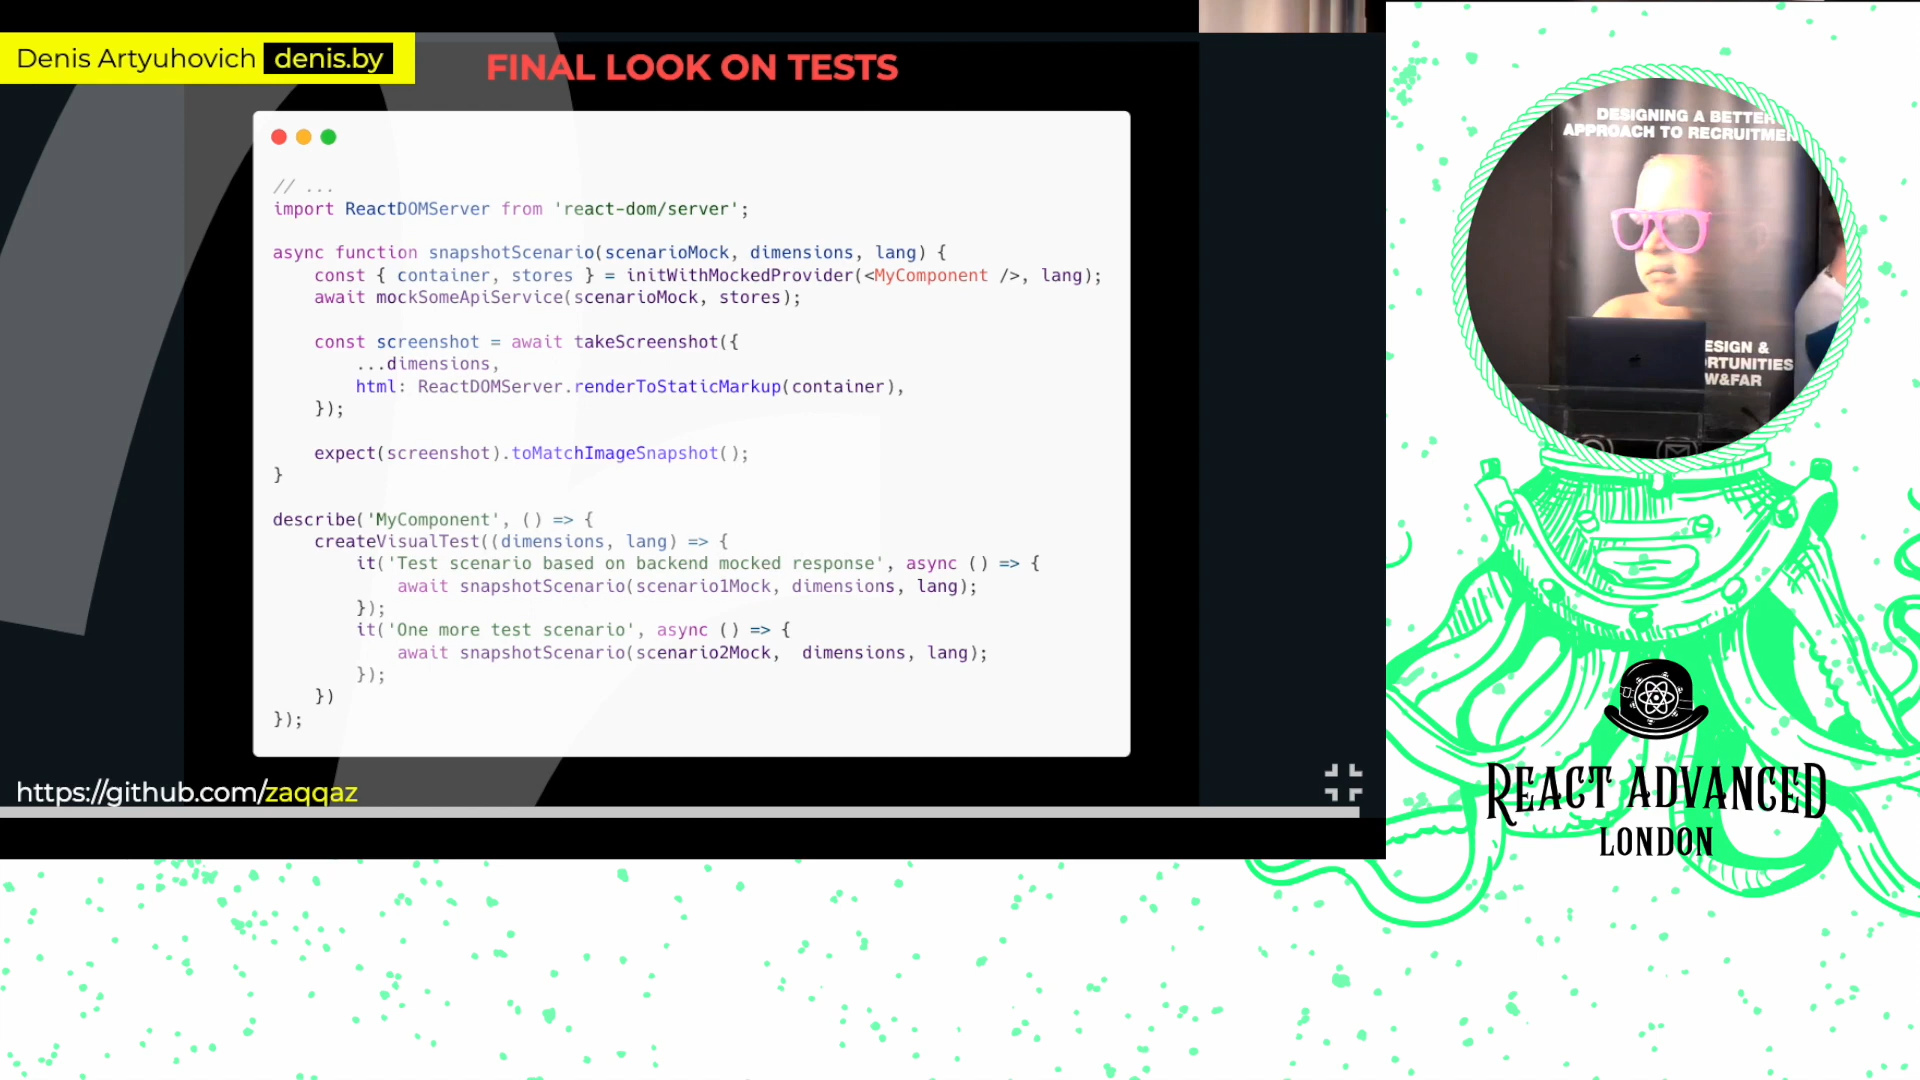 Denis Artyuhovich denis.by
FINAL LOOK ON TESTS
// ...
import ReactDOMServer from 'react-dom/server';
async function snapshotScenario(scenarioMock, dimensions, lang) {
const { container, stores } = initWithMockedProvider(<MyComponent />, lang);
await mockSomeApiService(scenarioMock, stores);
const screenshot = await takeScreenshot({
...dimensions,
html: ReactDOMServer.renderToStaticMarkup(container),
});
expect(screenshot).toMatchImageSnapshot();
}
describe('MyComponent', () => {
createVisualTest((dimensions, lang) => {
it('Test scenario based on backend mocked response', async () => {
await snapshotScenario(scenario1Mock, dimensions, lang);
});
it('One more test scenario', async () => {
await snapshotScenario(scenario2Mock,  dimensions, lang);
});
})
});
https://github.com/zaqqaz
DESIGNING A BETTER
APPROACH TO RECRUITMEN
ESIGN &
RTUNITIES
W&FAR
REACT ADVANCED
LONDON